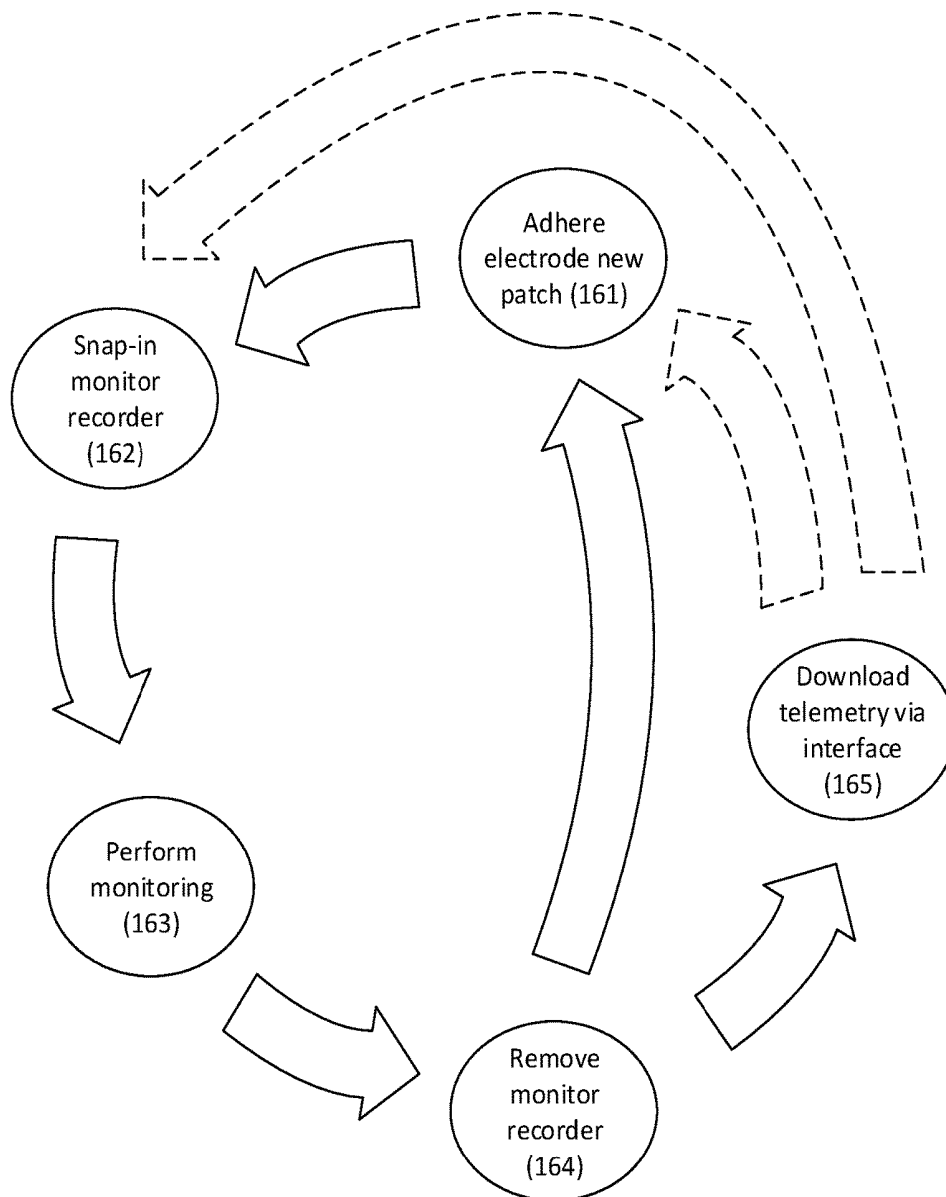 Adhere
electrode new
patch (161)
Snap-in
monitor
recorder
(162)
Perform
monitoring
(163)
Remove
monitor
recorder
(164)
Download
telemetry via
interface
(165)